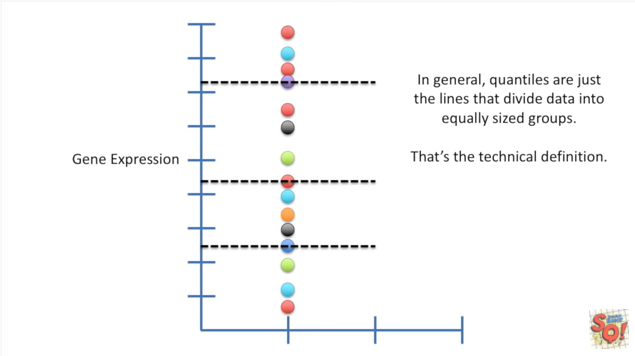 In general, quantiles are just
the lines that divide data into
equally sized groups.
That's the technical definition.
Gene Expression
SQ!